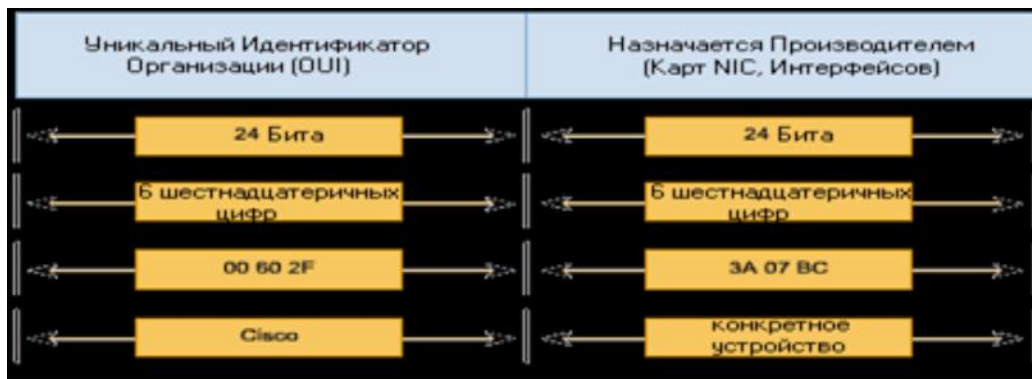 Уникальный Идентификатор
Организации (OUI)
Назначается Производителем
(Карт NIC, Интерфейсов)
24 Бита
24 Бита
6 шестнадцатеричных
цифр
6 шестнадцатеричных
цифр
00 60 2F
3A 07 BC
Cisco
конкретное
устройство